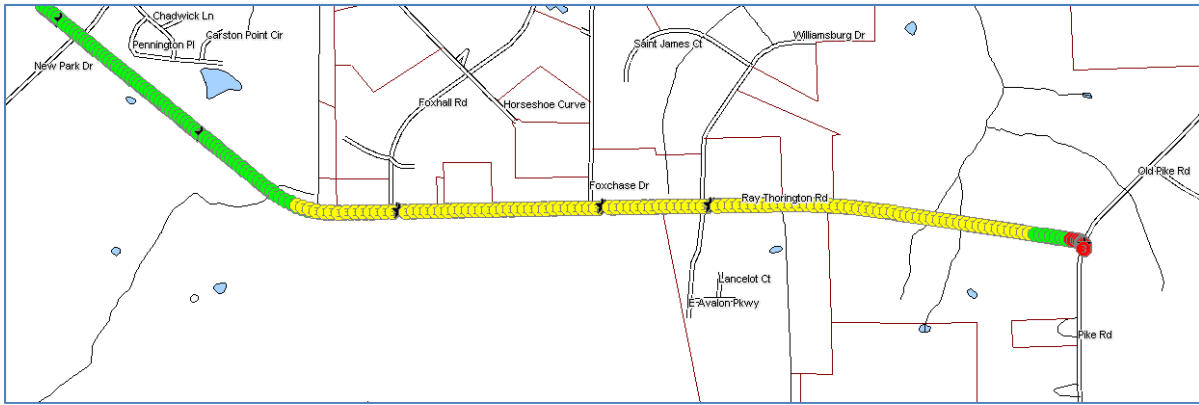 Chadwick Ln
Carston Point Cir
Pennington Pl
New Park Dr
Saint James Ct
Williamsburg Dr
Foxhall Rd
Horseshoe Curve
Old Pike Rd
Foxchase Dr
Ray Thorington Rd
Lancelot Ct
E Avalon Pkwy
Pike Rd